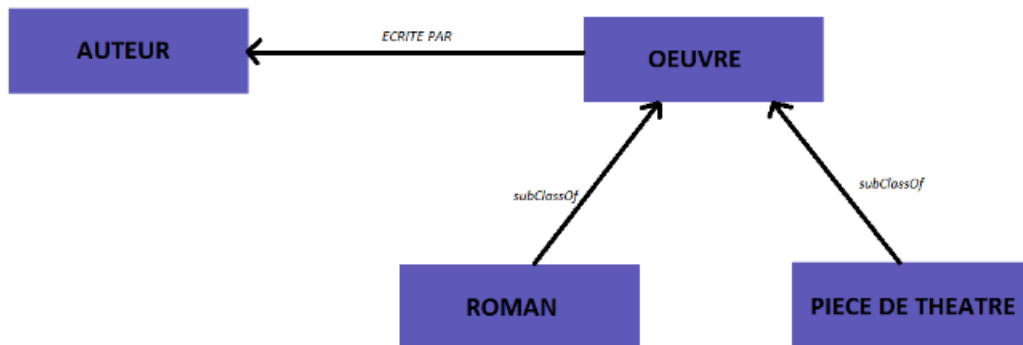 AUTEUR
ECRITE PAR
OEUVRE
subClassOf
subClassOf
ROMAN
PIECE DE THEATRE